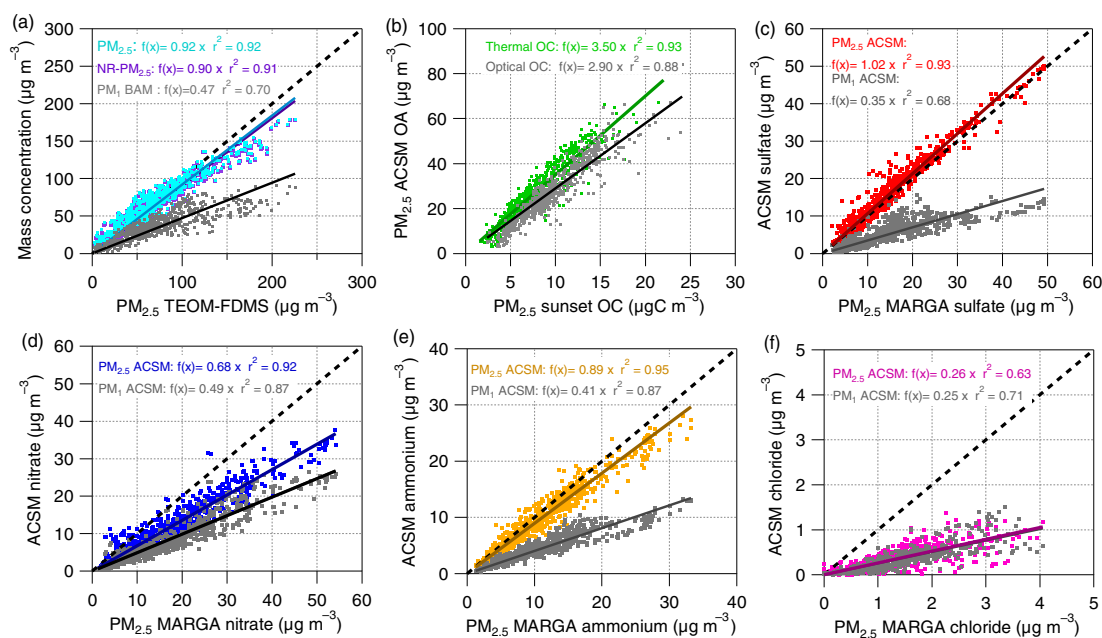 (a)
300
250
200
150
100
50
0
Mass concentration (µg m⁻³)
PM₂.₅: f(x)= 0.92 x r² = 0.92
NR-PM₂.₅: f(x)= 0.90 x r² = 0.91
PM₁ BAM : f(x)=0.47 r² = 0.70
0 100 200 300
PM₂.₅ TEOM-FDMS (µg m⁻³)
(b)
80
60
40
20
0
PM₂.₅ ACSM OA (µg m⁻³)
Thermal OC: f(x)= 3.50 x r² = 0.93
Optical OC: f(x)= 2.90 x r² = 0.88
0 5 10 15 20 25 30
PM₂.₅ sunset OC (µgC m⁻³)
(c)
60
50
40
30
20
10
0
ACSM sulfate (µg m⁻³)
PM₂.₅ ACSM:
f(x)= 1.02 x r² = 0.93
PM₁ ACSM:
f(x)= 0.35 x r² = 0.68
0 20 40 60
PM₂.₅ MARGA sulfate (µg m⁻³)
(d)
60
50
40
30
20
10
0
ACSM nitrate (µg m⁻³)
PM₂.₅ ACSM: f(x)= 0.68 x r² = 0.92
PM₁ ACSM: f(x)= 0.49 x r² = 0.87
0 10 20 30 40 50 60
PM₂.₅ MARGA nitrate (µg m⁻³)
(e)
40
30
20
10
0
ACSM ammonium (µg m⁻³)
PM₂.₅ ACSM: f(x)= 0.89 x r² = 0.95
PM₁ ACSM: f(x)= 0.41 x r² = 0.87
0 10 20 30 40
PM₂.₅ MARGA ammonium (µg m⁻³)
(f)
5
4
3
2
1
0
ACSM chloride (µg m⁻³)
PM₂.₅ ACSM: f(x)= 0.26 x r² = 0.63
PM₁ ACSM: f(x)= 0.25 x r² = 0.71
0 1 2 3 4 5
PM₂.₅ MARGA chloride (µg m⁻³)